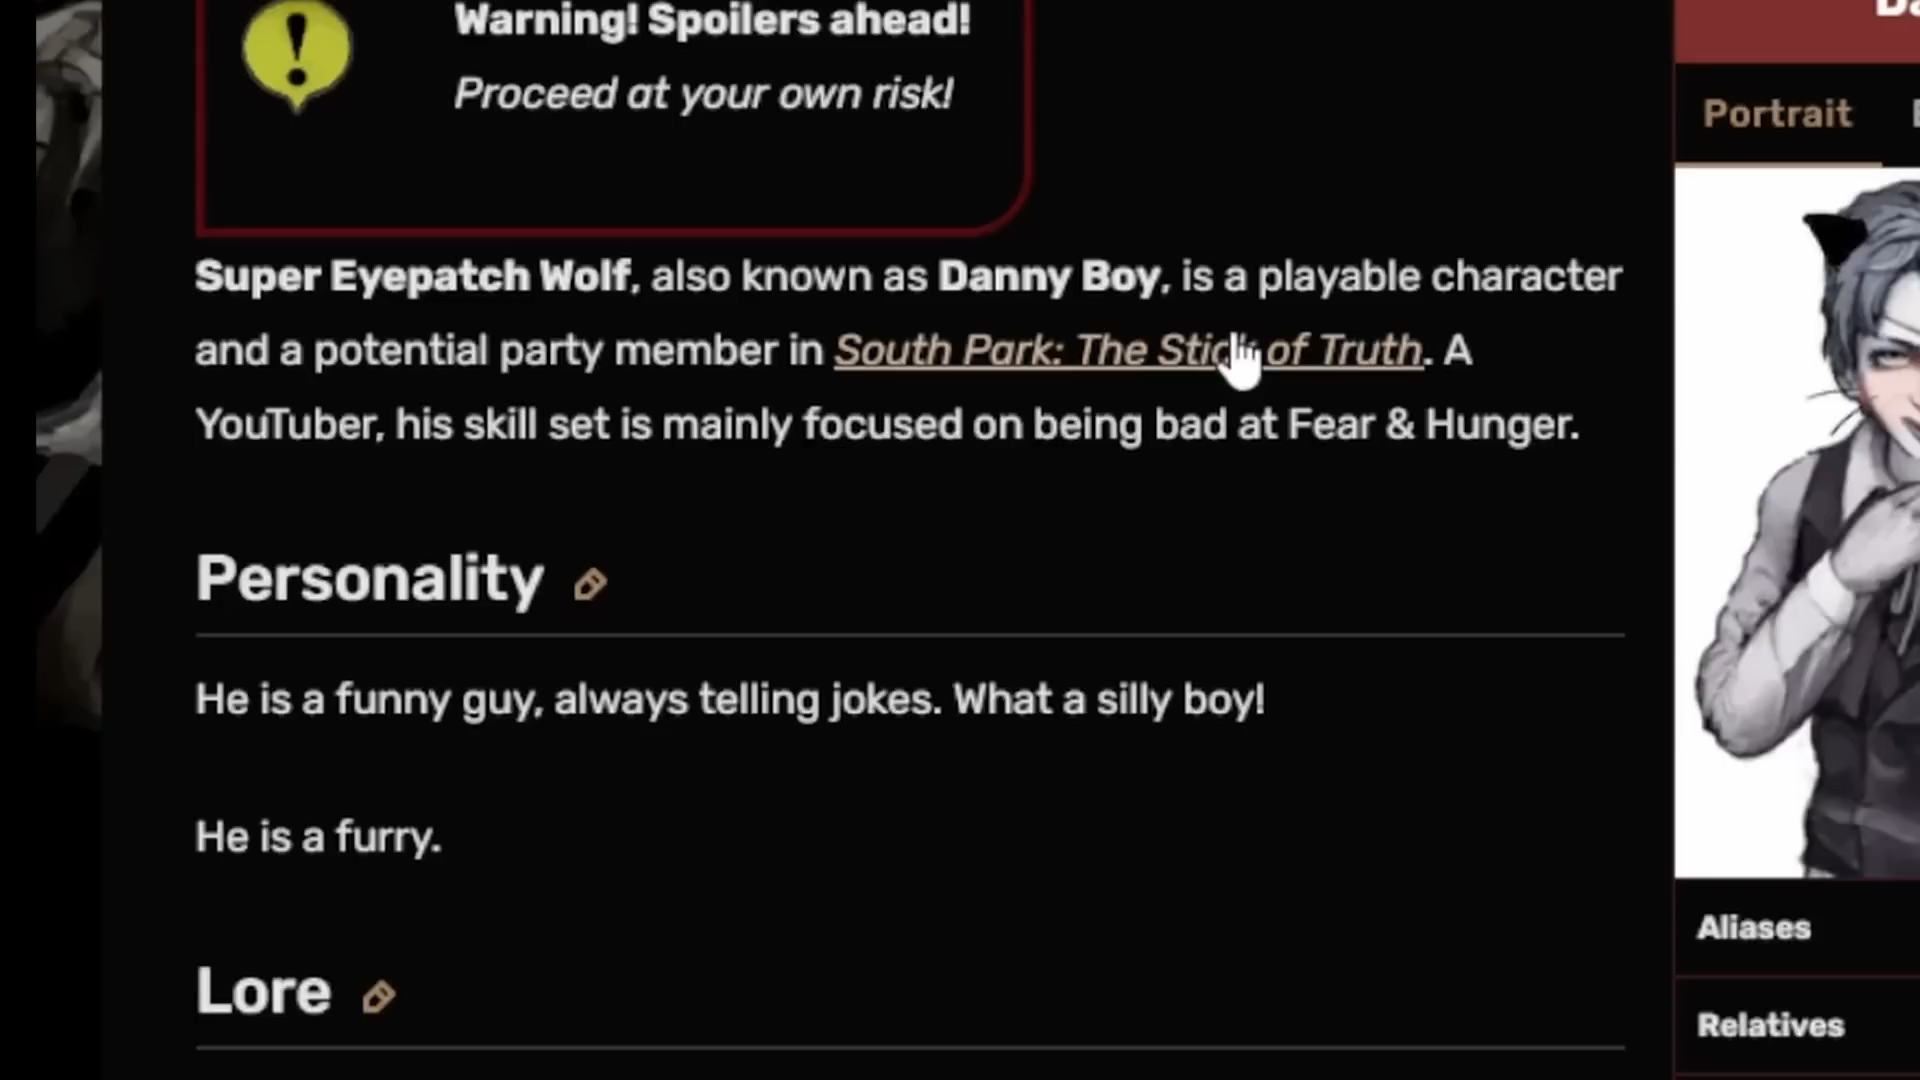 Warning! Spoilers ahead!
Proceed at your own risk!
Super Eyepatch Wolf, also known as Danny Boy, is a playable character
and a potential party member in South Park: The Stick of Truth. A
YouTuber, his skill set is mainly focused on being bad at Fear & Hunger.
Personality
He is a funny guy, always telling jokes. What a silly boy!
He is a furry.
Lore
Portrait
Aliases
Relatives